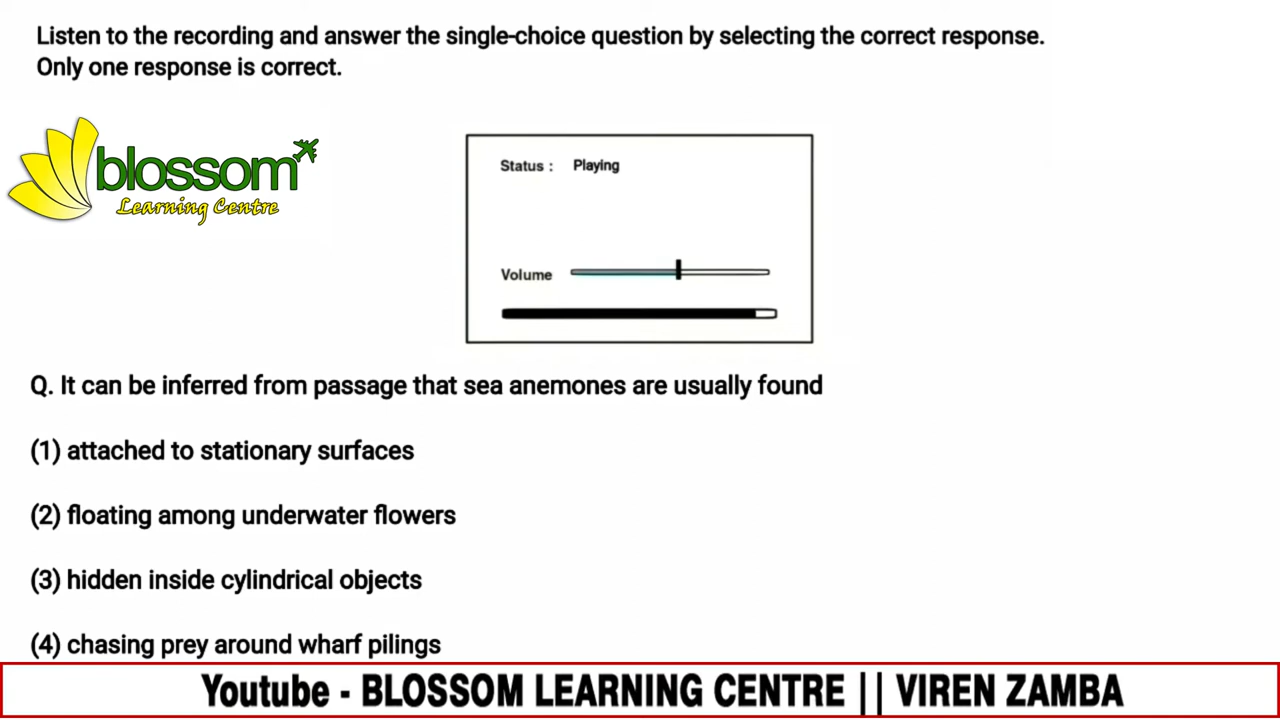 Listen to the recording and answer the single-choice question by selecting the correct response.
Only one response is correct.
blossom
Learning Centre
Status : Playing
Volume
Q. It can be inferred from passage that sea anemones are usually found
(1) attached to stationary surfaces
(2) floating among underwater flowers
(3) hidden inside cylindrical objects
(4) chasing prey around wharf pilings
Youtube - BLOSSOM LEARNING CENTRE || VIREN ZAMBA